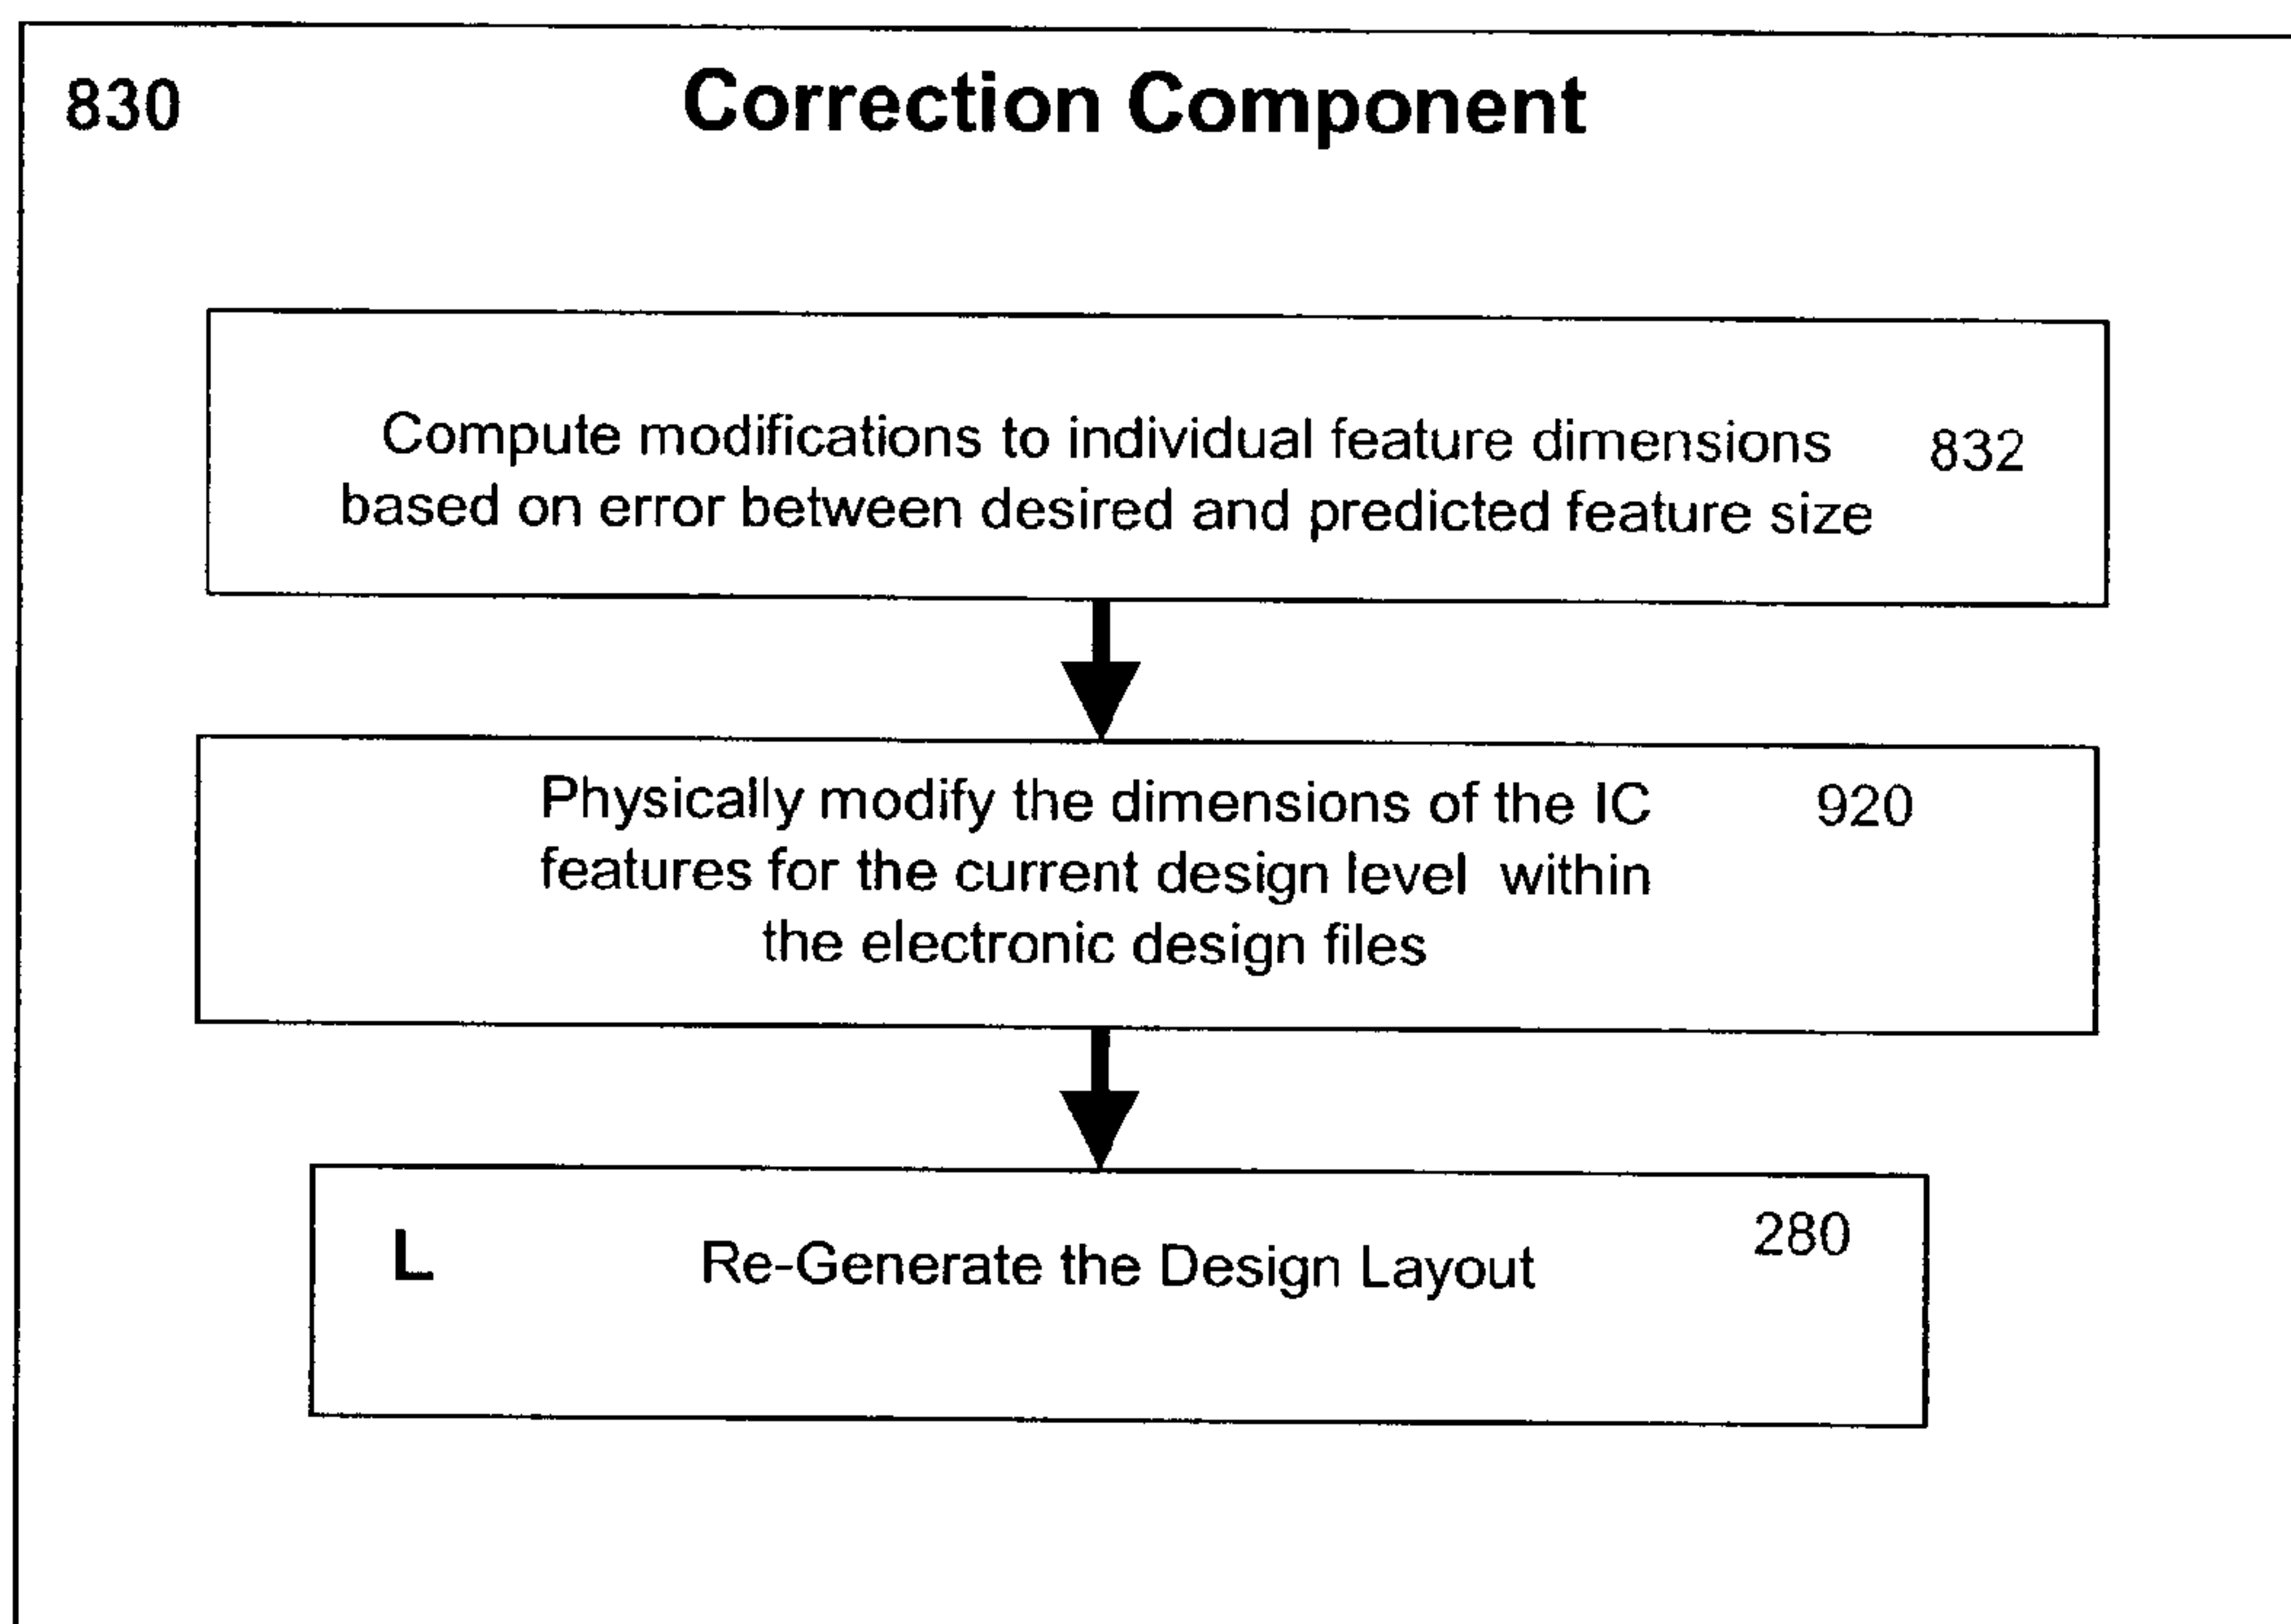 830 Correction Component
Compute modifications to individual feature dimensions 832
based on error between desired and predicted feature size
Physically modify the dimensions of the IC 920
features for the current design level within
the electronic design files
L Re-Generate the Design Layout 280